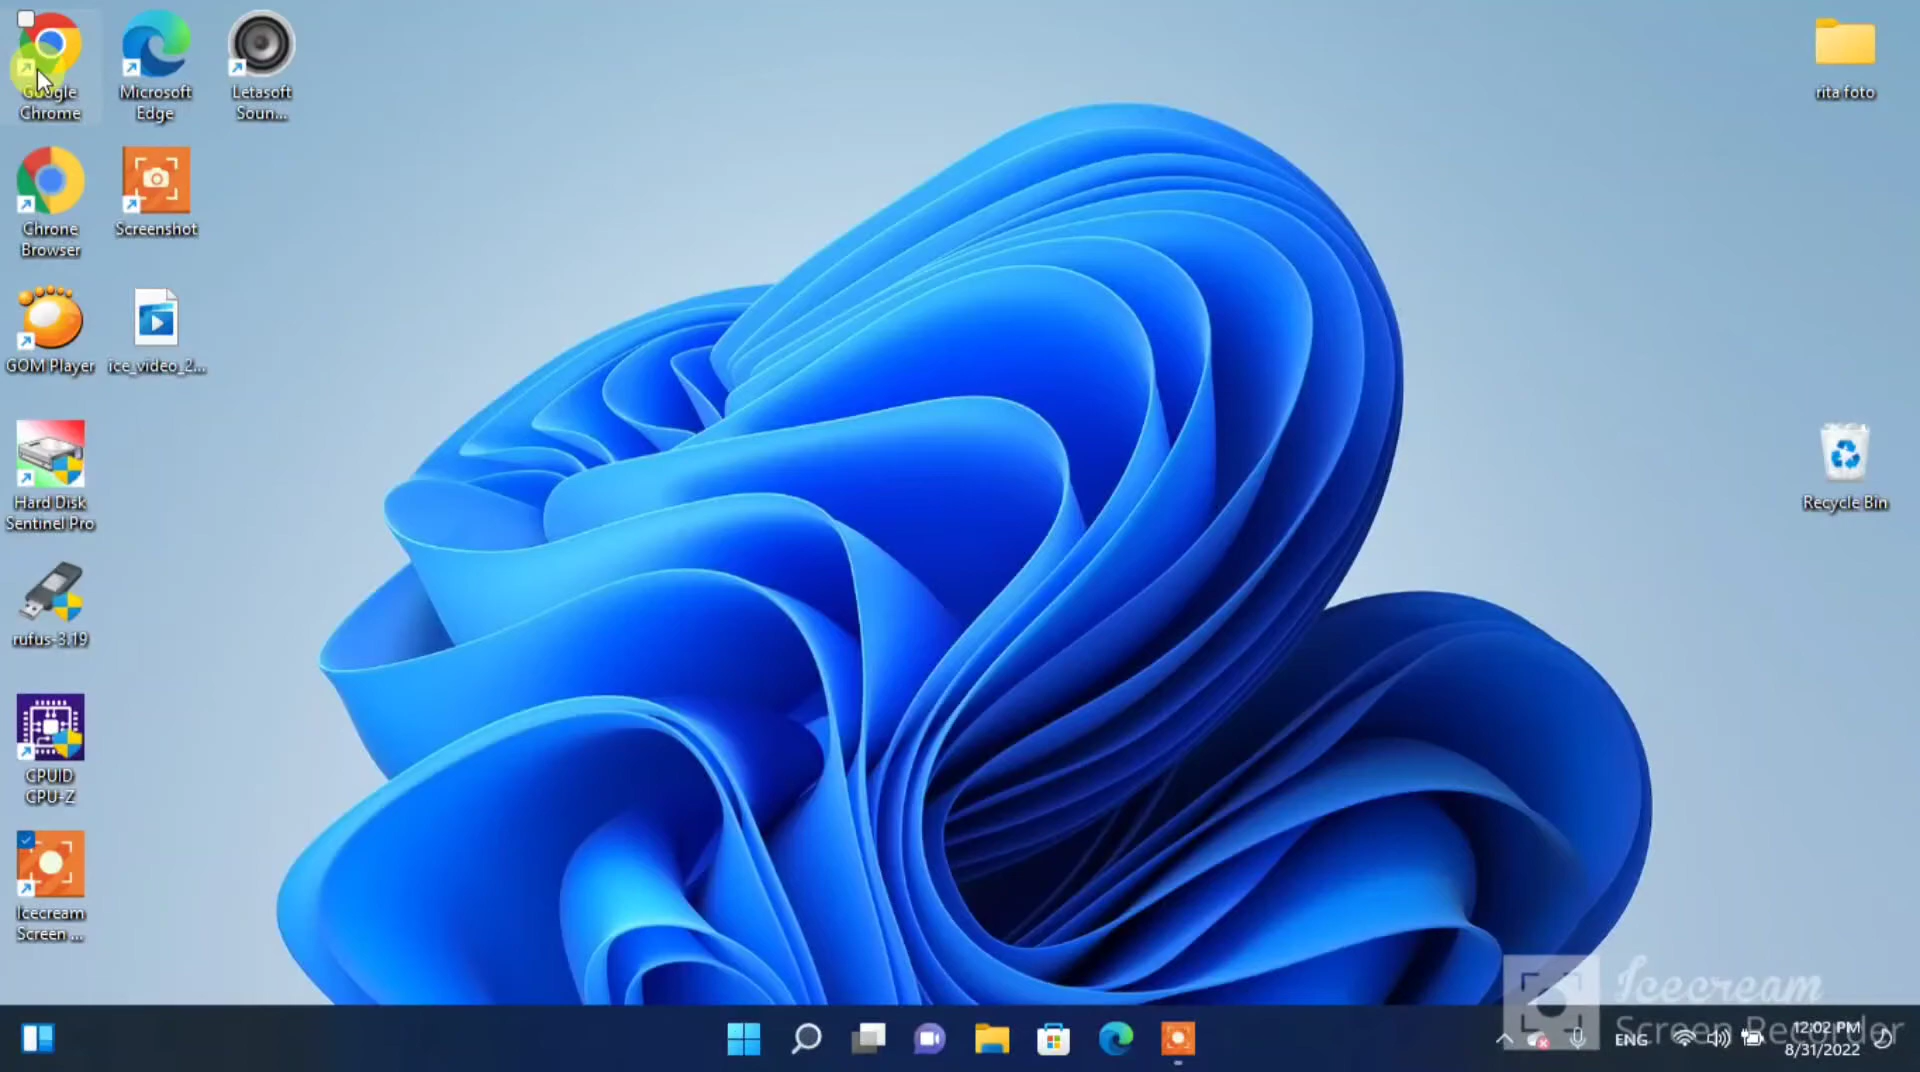 Google
Chrome
Microsoft
Edge
Letasoft
Soun...
rita foto
Chrone
Browser
Screenshot
GOM Player
ice_video_2...
Hard Disk
Sentinel Pro
Recycle Bin
rufus-3.19
CPUID
CPU-Z
Icecream
Screen ...
Icecream
Screen Recorder
ENG
12:02 PM
8/31/2022